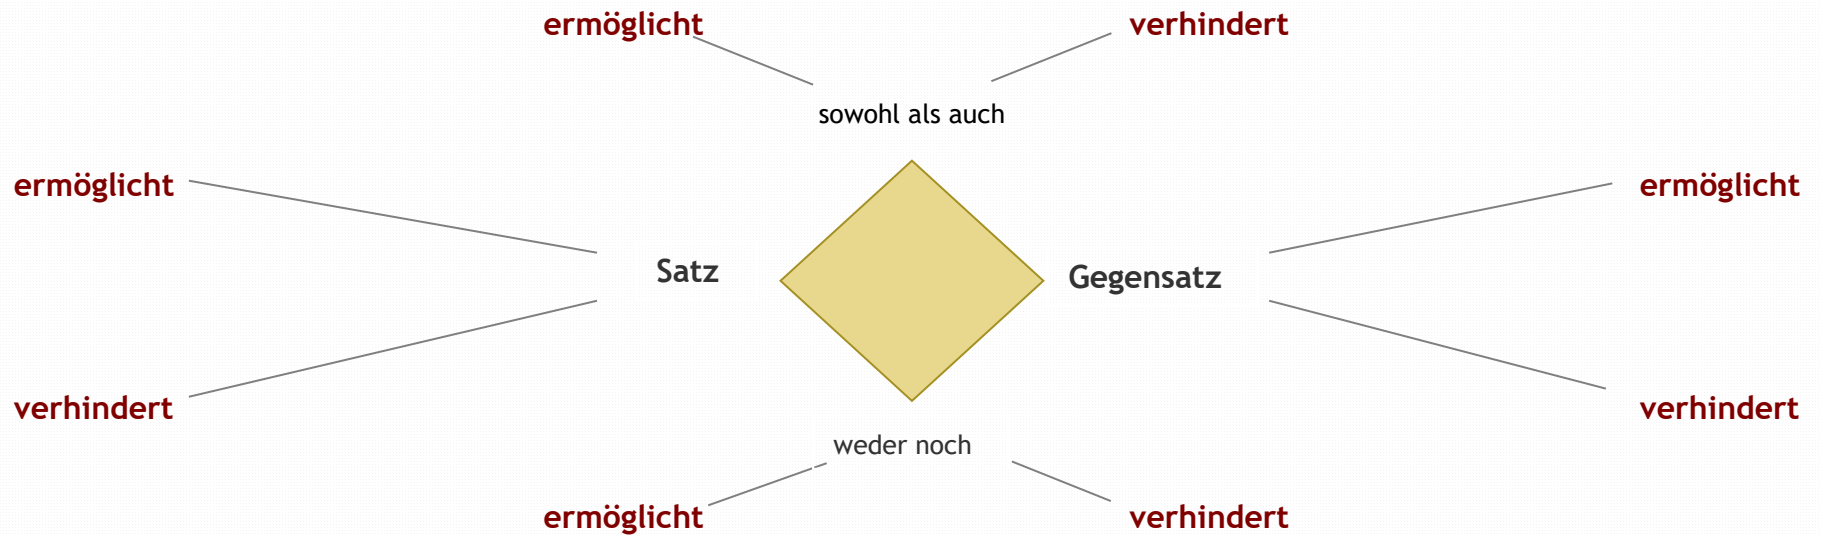 ermöglicht verhindert
sowohl als auch
ermöglicht ermöglicht
Satz Gegensatz
verhindert verhindert
weder noch
ermöglicht verhindert